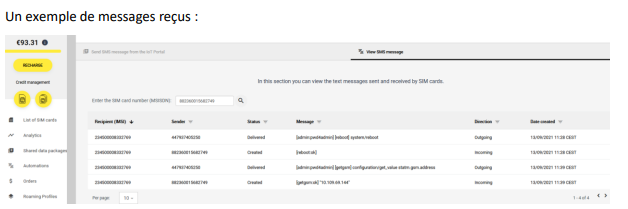 Un exemple de messages reçus :
€93.31
Send SMS message from the IoT Portal
View SMS message
RECHARGE
Credit management
In this section you can view the text messages sent and received by SIM cards.
Enter the SIM card number (MSISDN): 882360015682749
List of SIM cards
Analytics
Shared data packages
Automations
Orders
Roaming Profiles
Recipient (IMSI) Sender Status Message Direction Date created
234500008332769 447937405250 Delivered [admin:pwd4admin] [reboot] system/reboot Outgoing 13/09/2021 11:28 CEST
234500008332769 882360015682749 Created [reboot:ok] Incoming 13/09/2021 11:28 CEST
234500008332769 447937405250 Delivered [admin:pwd4admin] [getgsm] configuration/get_value statm.gsm.address Outgoing 13/09/2021 11:39 CEST
234500008332769 882360015682749 Created [getgsm:ok] "10.109.69.144" Incoming 13/09/2021 11:39 CEST
Per page: 10
1 - 4 of 4